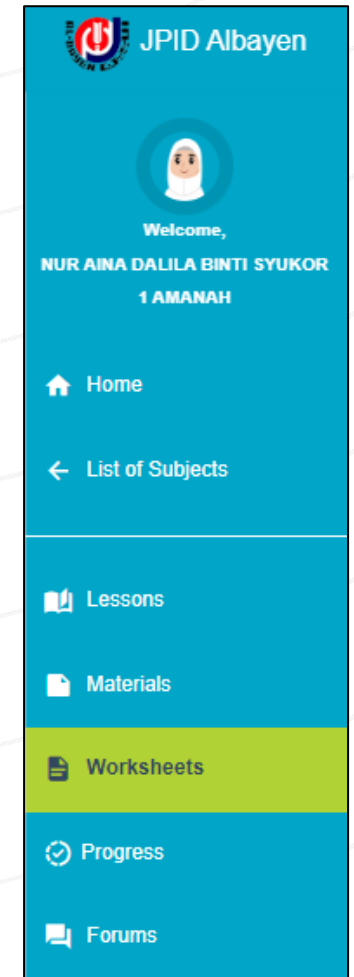 JPID Albayen
Welcome,
NUR AINA DALILA BINTI SYUKOR
1 AMANAH
Home
List of Subjects
Lessons
Materials
Worksheets
Progress
Forums